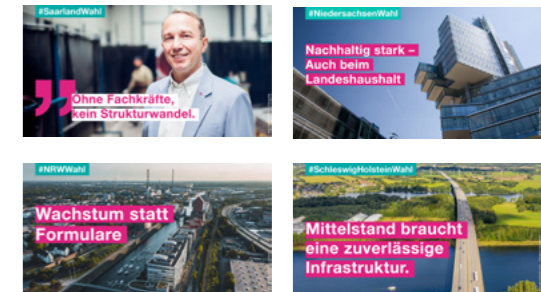 #SaarlandWahl
Ohne Fachkräfte,
kein Strukturwandel.
#NiedersachsenWahl
Nachhaltig stark –
Auch beim
Landeshaushalt
#NRWWahl
Wachstum statt
Formulare
#SchleswigHolsteinWahl
Mittelstand braucht
eine zuverlässige
Infrastruktur.